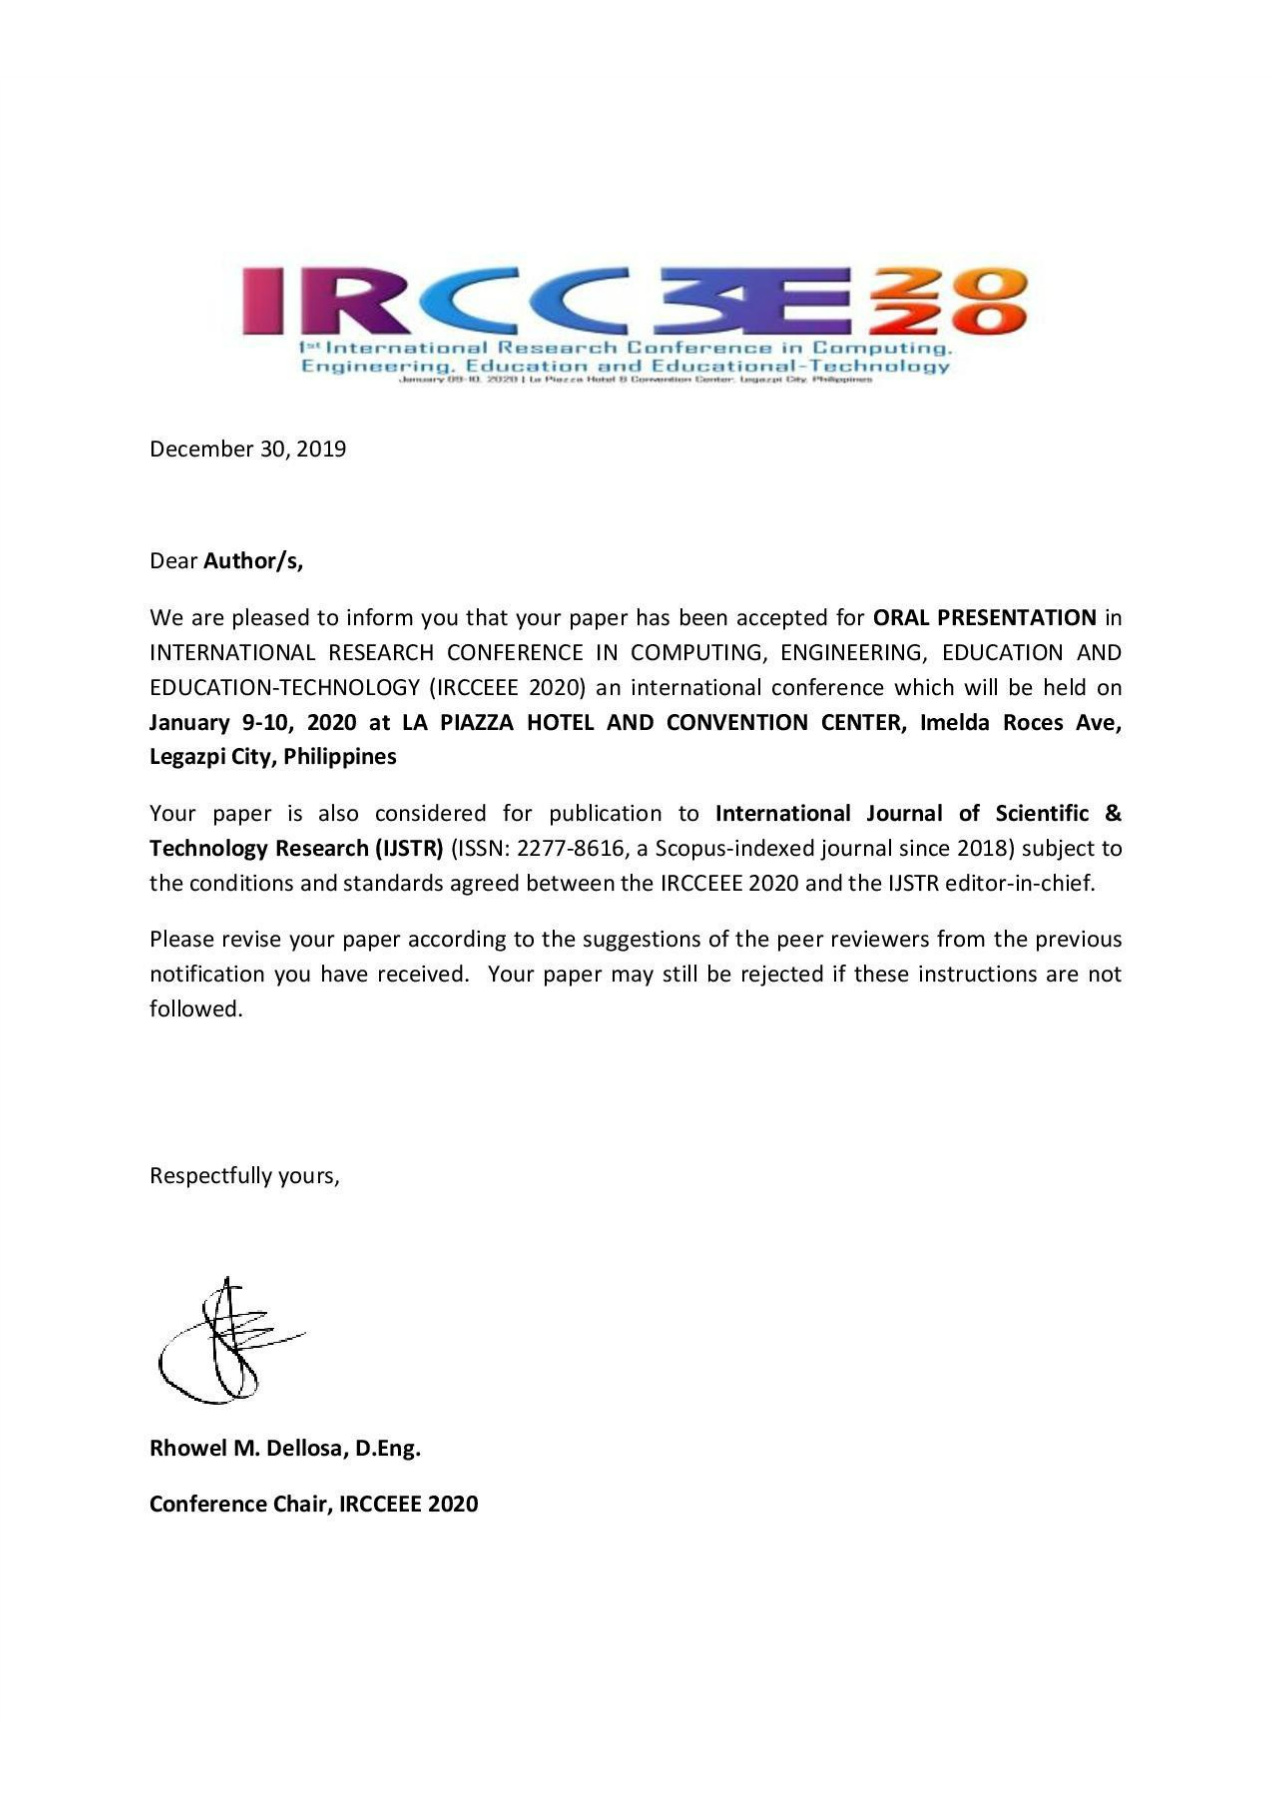 IRCC3E 2020
1st International Research Conference in Computing,
Engineering, Education and Educational-Technology
January 09-10, 2020 | La Piazza Hotel & Convention Center, Legazpi City, Philippines
December 30, 2019
Dear Author/s,
We are pleased to inform you that your paper has been accepted for ORAL PRESENTATION in
INTERNATIONAL RESEARCH CONFERENCE IN COMPUTING, ENGINEERING, EDUCATION AND
EDUCATION-TECHNOLOGY (IRCCEEE 2020) an international conference which will be held on
January 9-10, 2020 at LA PIAZZA HOTEL AND CONVENTION CENTER, Imelda Roces Ave,
Legazpi City, Philippines
Your paper is also considered for publication to International Journal of Scientific &
Technology Research (IJSTR) (ISSN: 2277-8616, a Scopus-indexed journal since 2018) subject to
the conditions and standards agreed between the IRCCEEE 2020 and the IJSTR editor-in-chief.
Please revise your paper according to the suggestions of the peer reviewers from the previous
notification you have received. Your paper may still be rejected if these instructions are not
followed.
Respectfully yours,
Rhowel M. Dellosa, D.Eng.
Conference Chair, IRCCEEE 2020